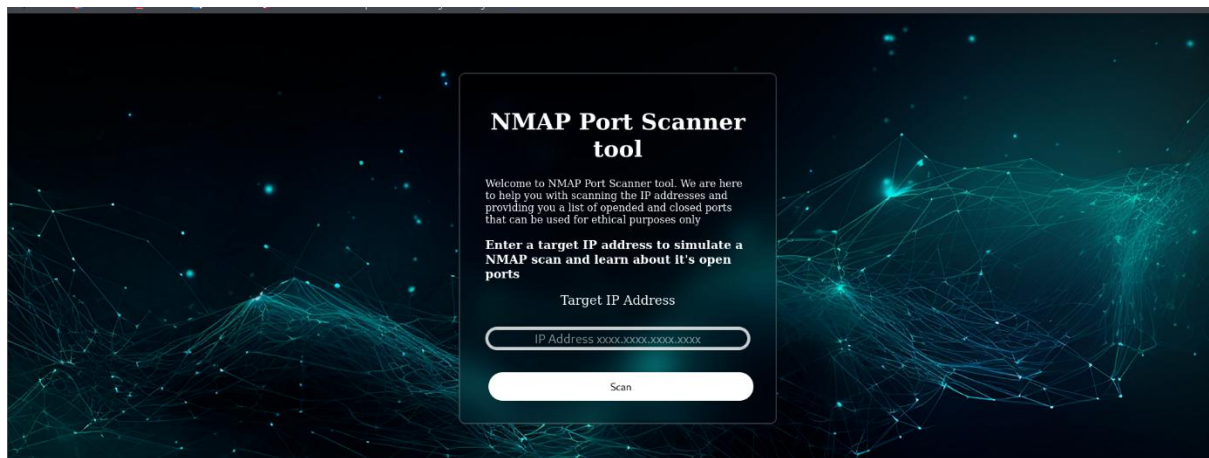 NMAP Port Scanner
tool
Welcome to NMAP Port Scanner tool. We are here
to help you with scanning the IP addresses and
providing you a list of opended and closed ports
that can be used for ethical purposes only
Enter a target IP address to simulate a
NMAP scan and learn about it's open
ports
Target IP Address
IP Address xxxx.xxxx.xxxx.xxxx
Scan